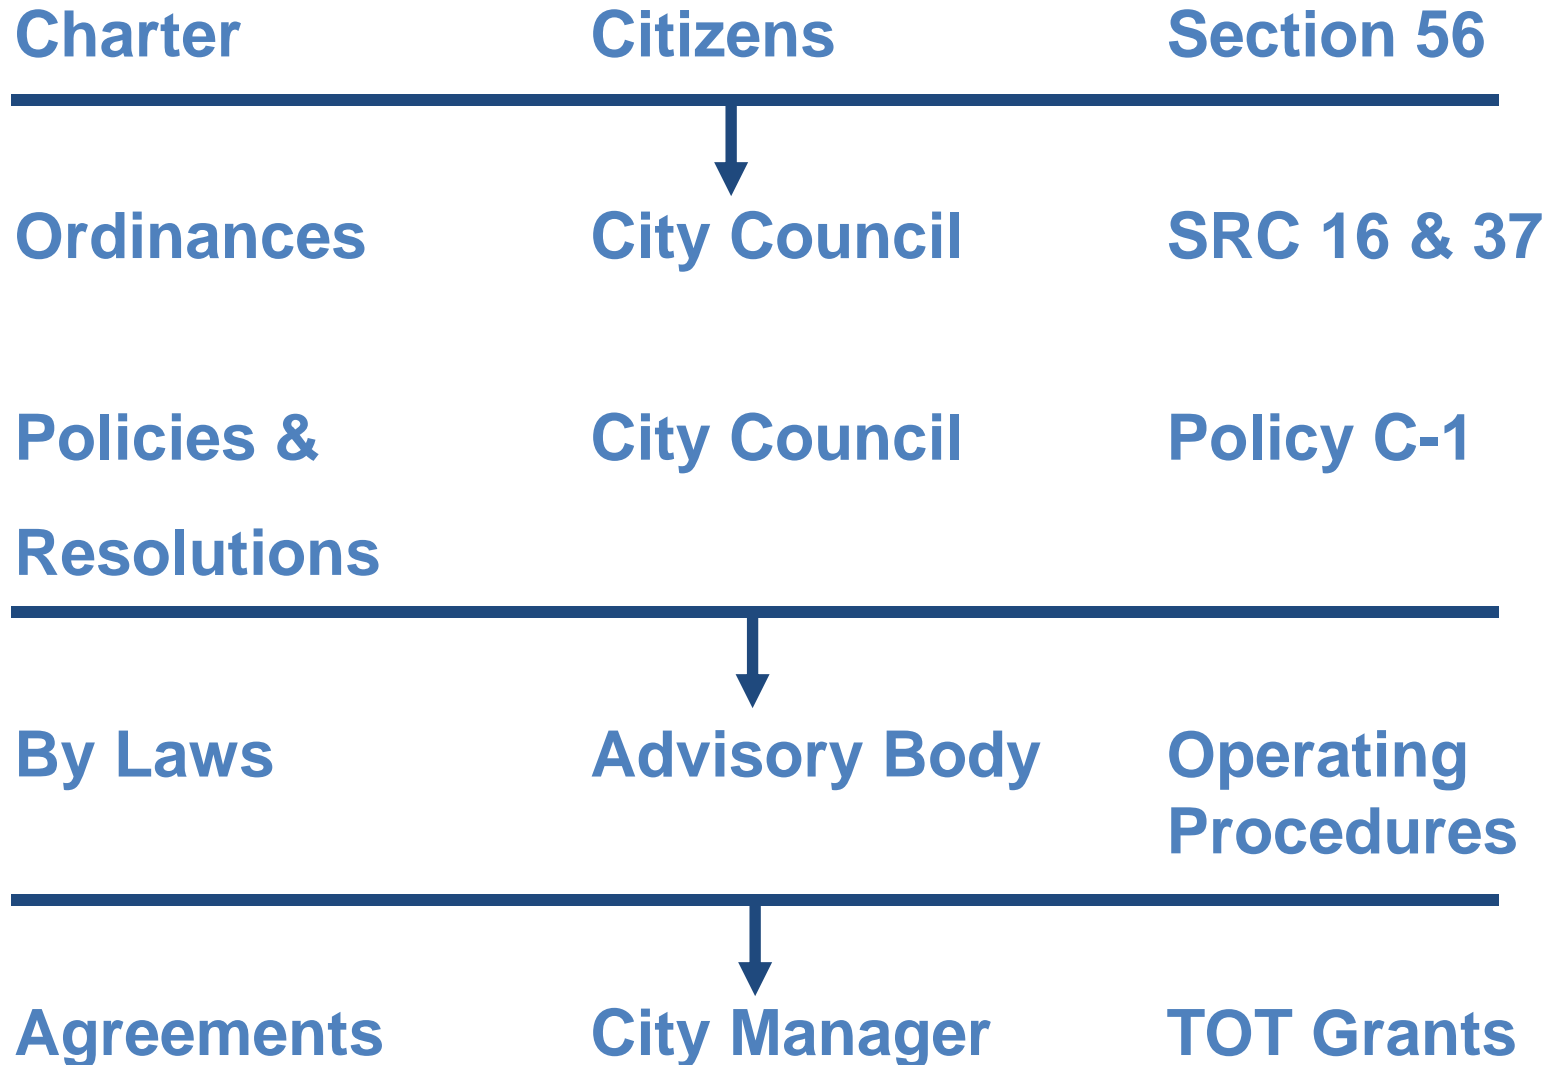 Charter Citizens Section 56
Ordinances City Council SRC 16 & 37
Policies & City Council Policy C-1
Resolutions
By Laws Advisory Body Operating
Procedures
Agreements City Manager TOT Grants